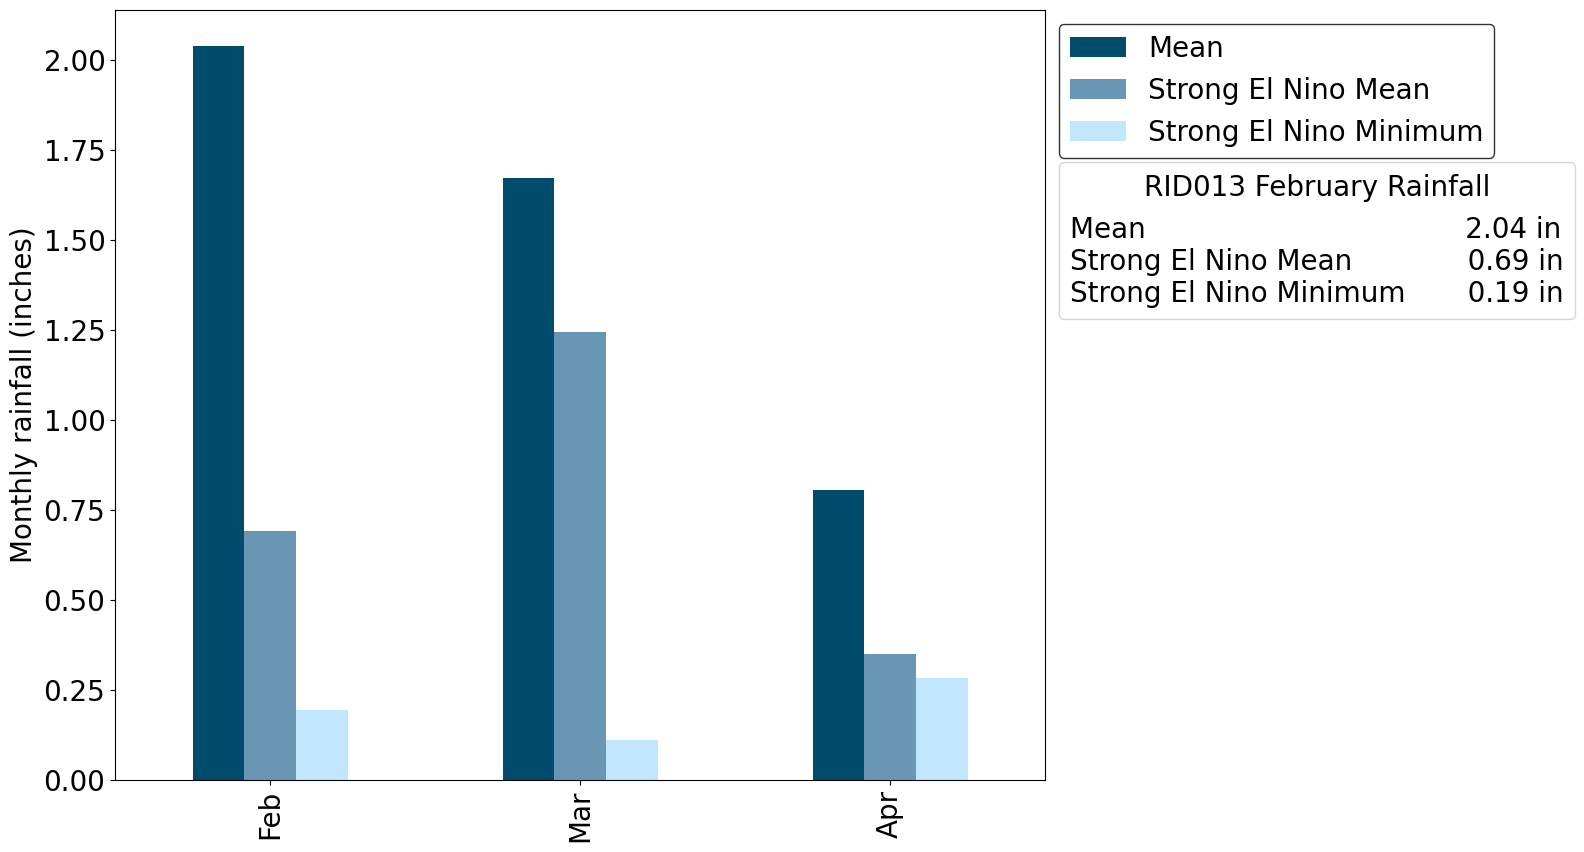 Monthly rainfall (inches)
2.00
1.75
1.50
1.25
1.00
0.75
0.50
0.25
0.00
Feb
Mar
Apr
Mean
Strong El Nino Mean
Strong El Nino Minimum
RID013 February Rainfall
Mean 2.04 in
Strong El Nino Mean 0.69 in
Strong El Nino Minimum 0.19 in